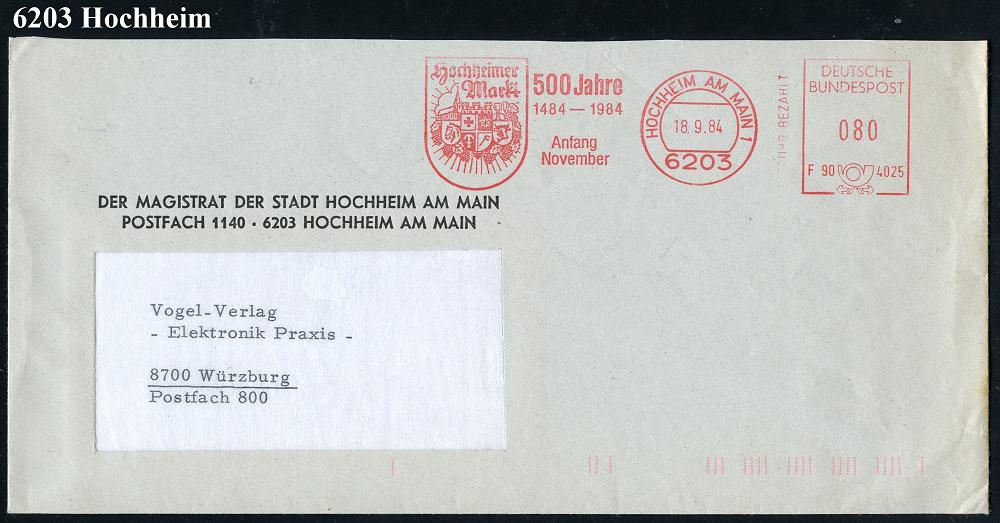 6203 Hochheim
Hochheimer
Markt
500 Jahre
1484 — 1984
Anfang
November
HOCHHEIM AM MAIN 1
18.9.84
6203
BEZAHLT
DEUTSCHE
BUNDESPOST
080
F 90 4025
DER MAGISTRAT DER STADT HOCHHEIM AM MAIN
POSTFACH 1140 · 6203 HOCHHEIM AM MAIN
Vogel-Verlag
- Elektronik Praxis -
8700 Würzburg
Postfach 800